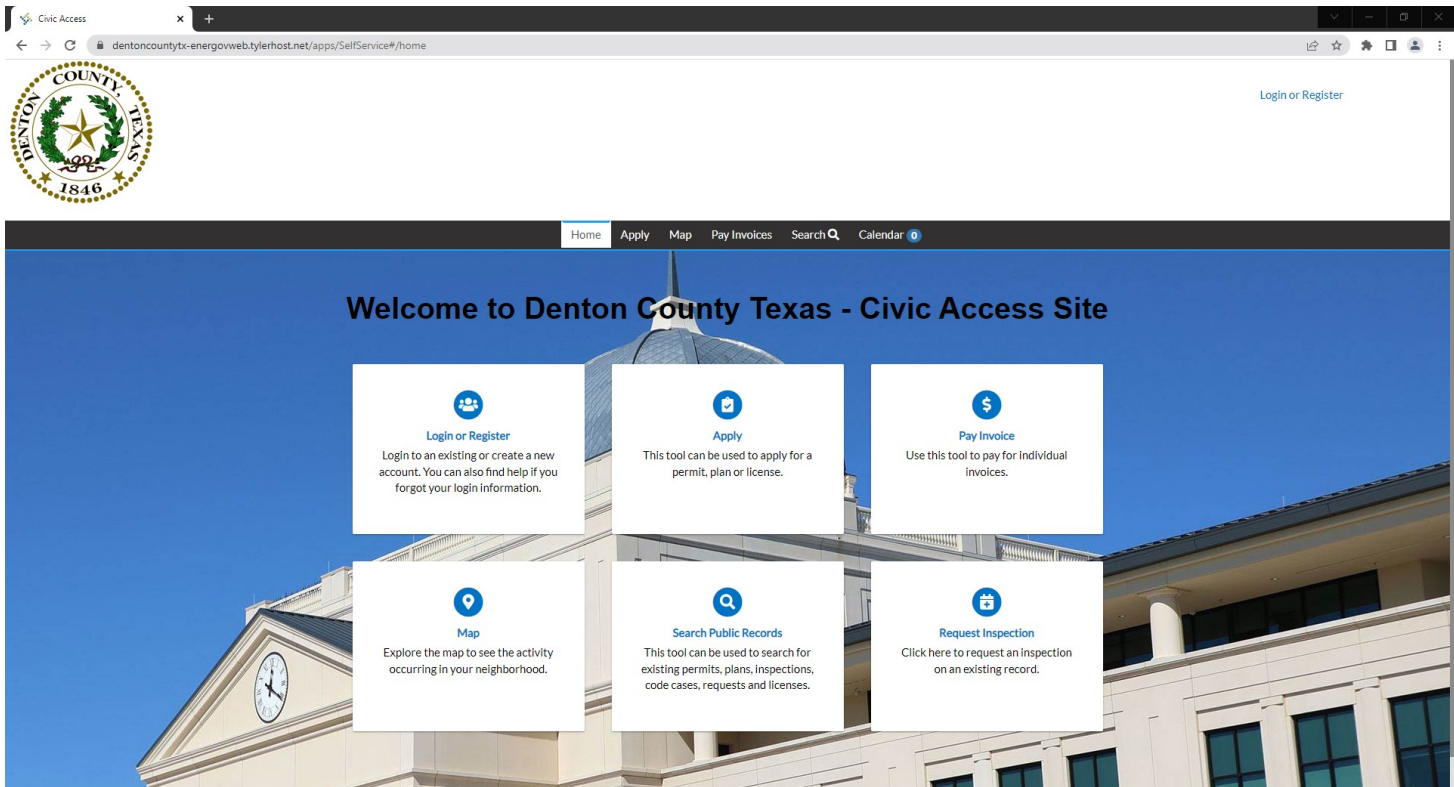 Civic Access
dentoncountytx-energovweb.tylerhost.net/apps/SelfService#/home
DENTON COUNTY, TEXAS
1846
Login or Register
Home Apply Map Pay Invoices Search Calendar 0
Welcome to Denton County Texas - Civic Access Site
Login or Register
Login to an existing or create a new
account. You can also find help if you
forgot your login information.
Apply
This tool can be used to apply for a
permit, plan or license.
Pay Invoice
Use this tool to pay for individual
invoices.
Map
Explore the map to see the activity
occurring in your neighborhood.
Search Public Records
This tool can be used to search for
existing permits, plans, inspections,
code cases, requests and licenses.
Request Inspection
Click here to request an inspection
on an existing record.